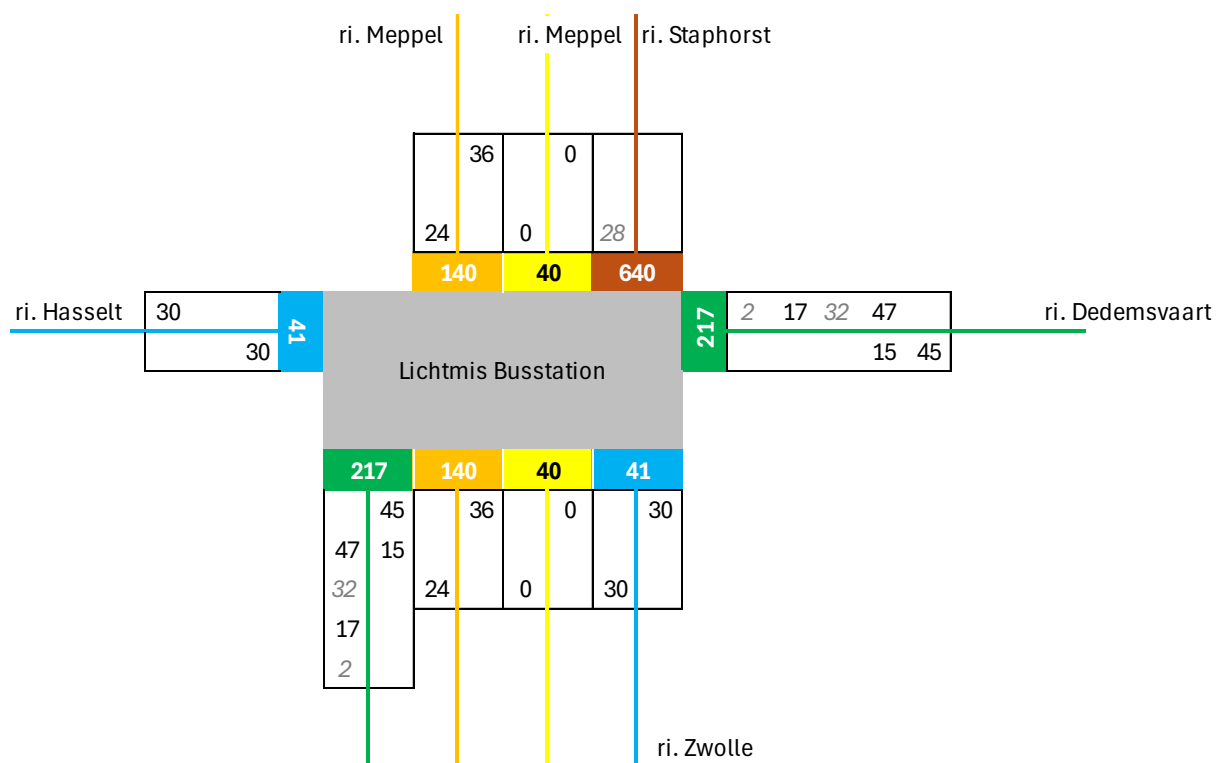 ri. Meppel ri. Meppel ri. Staphorst
36 0
24 0 28
140 40 640
ri. Hasselt 30 41 217 2 17 32 47 ri. Dedemsvaart
30 15 45
Lichtmis Busstation
217 140 40 41
45 36 0 30
47 15
32 24 0 30
17
2
ri. Zwolle